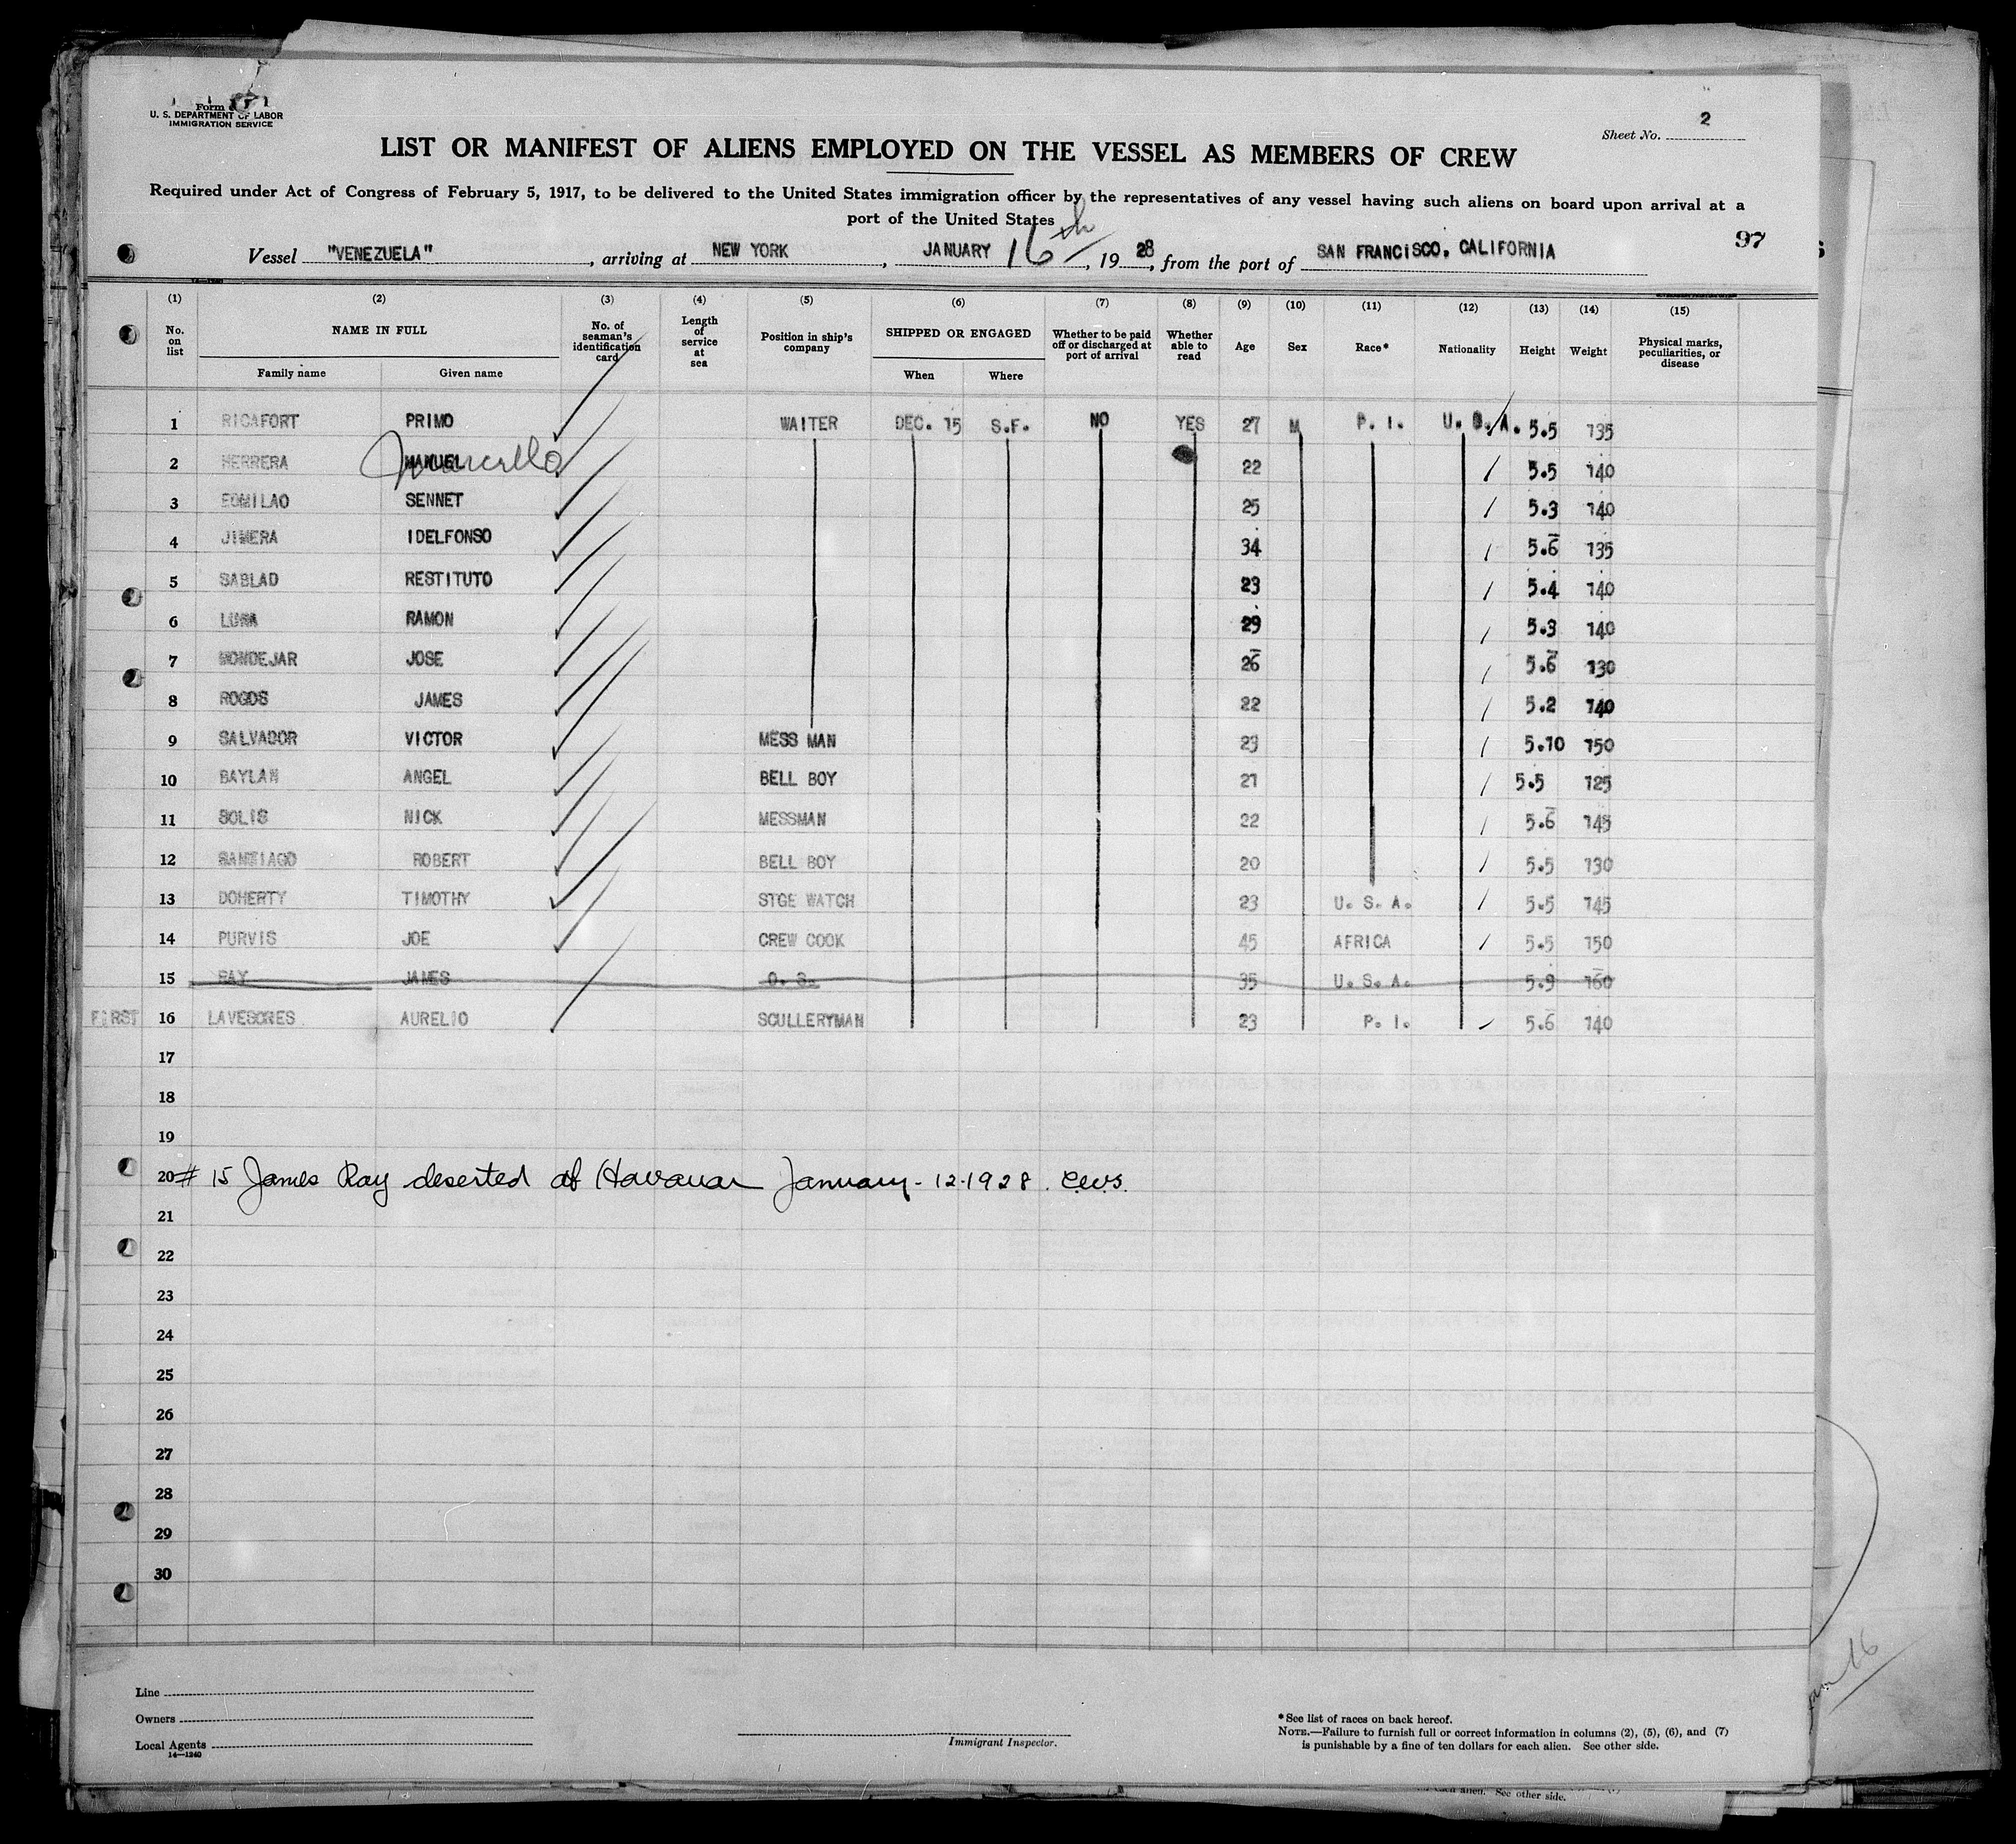 Form
U. S. DEPARTMENT OF LABOR
IMMIGRATION SERVICE
Sheet No. 2
LIST OR MANIFEST OF ALIENS EMPLOYED ON THE VESSEL AS MEMBERS OF CREW
Required under Act of Congress of February 5, 1917, to be delivered to the United States immigration officer by the representatives of any vessel having such aliens on board upon arrival at a
port of the United States
97
Vessel "VENEZUELA", arriving at NEW YORK, JANUARY 16th, 1928, from the port of SAN FRANCISCO, CALIFORNIA
(1) (2) (3) (4) (5) (6) (7) (8) (9) (10) (11) (12) (13) (14) (15)
No. on list NAME IN FULL No. of seaman's identification card Length of service at sea Position in ship's company SHIPPED OR ENGAGED Whether to be paid off or discharged at port of arrival Whether able to read Age Sex Race* Nationality Height Weight Physical marks, peculiarities, or disease
Family name Given name When Where
1 RICAFORT PRIMO WAITER DEC. 15 S.F. NO YES 27 M P. I. U. S. A. 5.5 135
2 HERRERA MANUEL Marcello 22 5.5 140
3 EOMILAO SENNET 25 5.3 140
4 JIMERA IDELFONSO 34 5.6 135
5 SABLAD RESTITUTO 23 5.4 140
6 LUNA RAMON 29 5.3 140
7 MONDEJAR JOSE 26 5.6 130
8 ROGOS JAMES 22 5.2 140
9 SALVADOR VICTOR MESS MAN 23 5.10 150
10 BAYLAN ANGEL BELL BOY 21 5.5 125
11 SOLIS NICK MESSMAN 22 5.6 145
12 SANTIAGO ROBERT BELL BOY 20 5.5 130
13 DOHERTY TIMOTHY STGE WATCH 23 U. S. A. 5.5 145
14 PURVIS JOE CREW COOK 45 AFRICA 5.5 150
15 RAY JAMES O. S. 35 U. S. A. 5.9 160
FIRST 16 LAVESORES AURELIO SCULLERYMAN 23 P. I. 5.6 140
17
18
19
20 # 15 James Ray deserted at Havana January - 12-1928. E.W.S.
21
22
23
24
25
26
27
28
29
30
Line
Owners
Local Agents
14—1240
Immigrant Inspector.
*See list of races on back hereof.
NOTE.—Failure to furnish full or correct information in columns (2), (5), (6), and (7)
is punishable by a fine of ten dollars for each alien. See other side.
See other side.